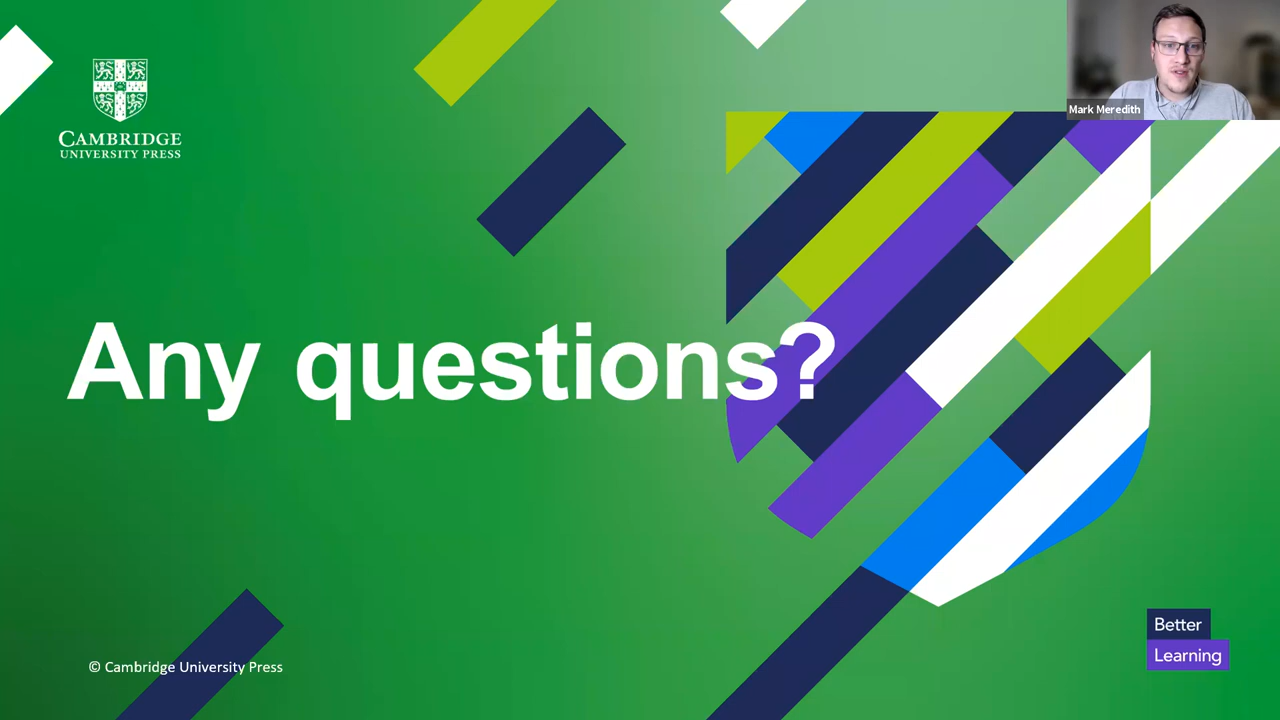 CAMBRIDGE
UNIVERSITY PRESS
Mark Meredith
Any questions?
© Cambridge University Press
Better
Learning